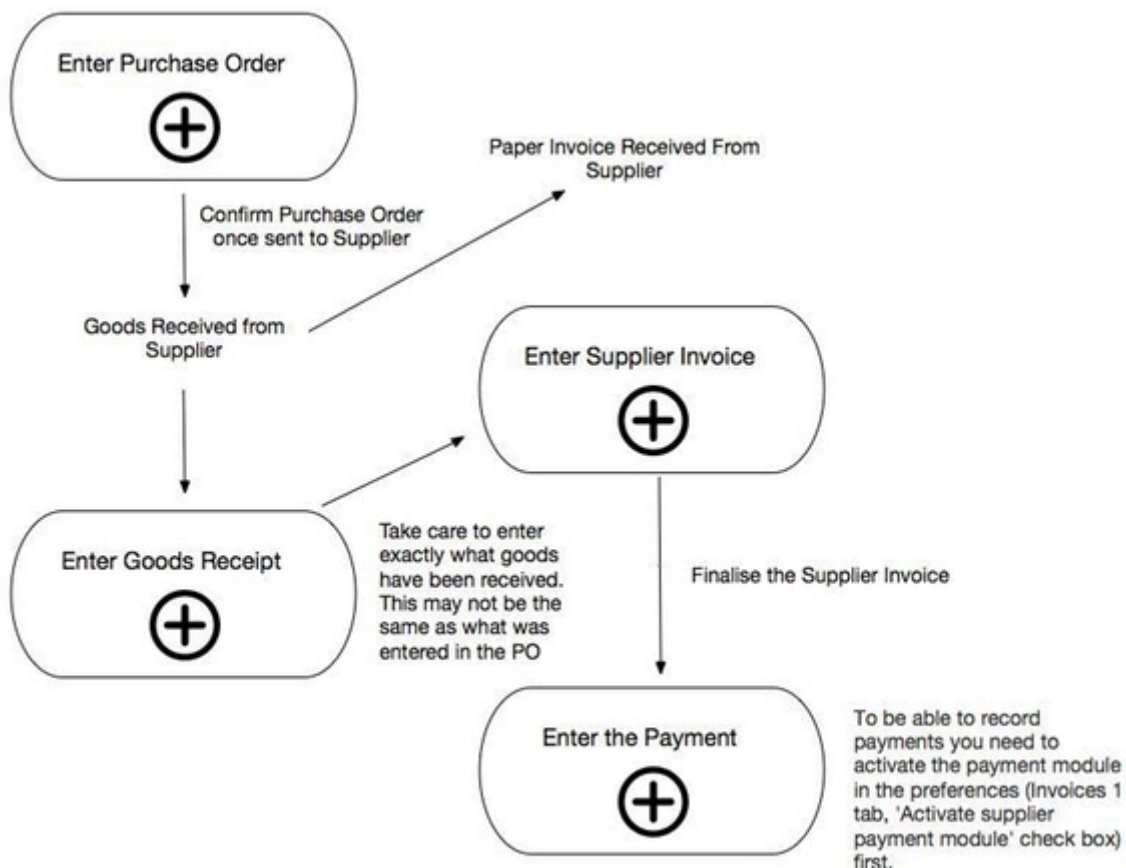 Enter Purchase Order
Paper Invoice Received From
Supplier
Confirm Purchase Order
once sent to Supplier
Goods Received from
Supplier
Enter Supplier Invoice
Enter Goods Receipt
Take care to enter
exactly what goods
have been received.
This may not be the
same as what was
entered in the PO
Finalise the Supplier Invoice
Enter the Payment
To be able to record
payments you need to
activate the payment module
in the preferences (Invoices 1
tab, 'Activate supplier
payment module' check box)
first.